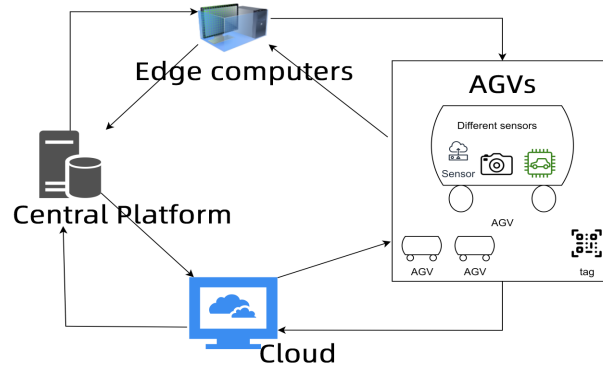 Edge computers
AGVs
Different sensors
Sensor
Central Platform
AGV
AGV
AGV
tag
Cloud